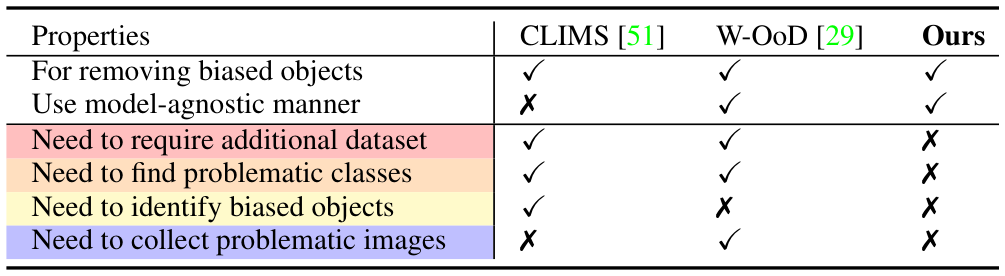 Properties CLIMS [51] W-OoD [29] Ours
For removing biased objects ✓ ✓ ✓
Use model-agnostic manner ✗ ✓ ✓
Need to require additional dataset ✓ ✓ ✗
Need to find problematic classes ✓ ✓ ✗
Need to identify biased objects ✓ ✗ ✗
Need to collect problematic images ✗ ✓ ✗